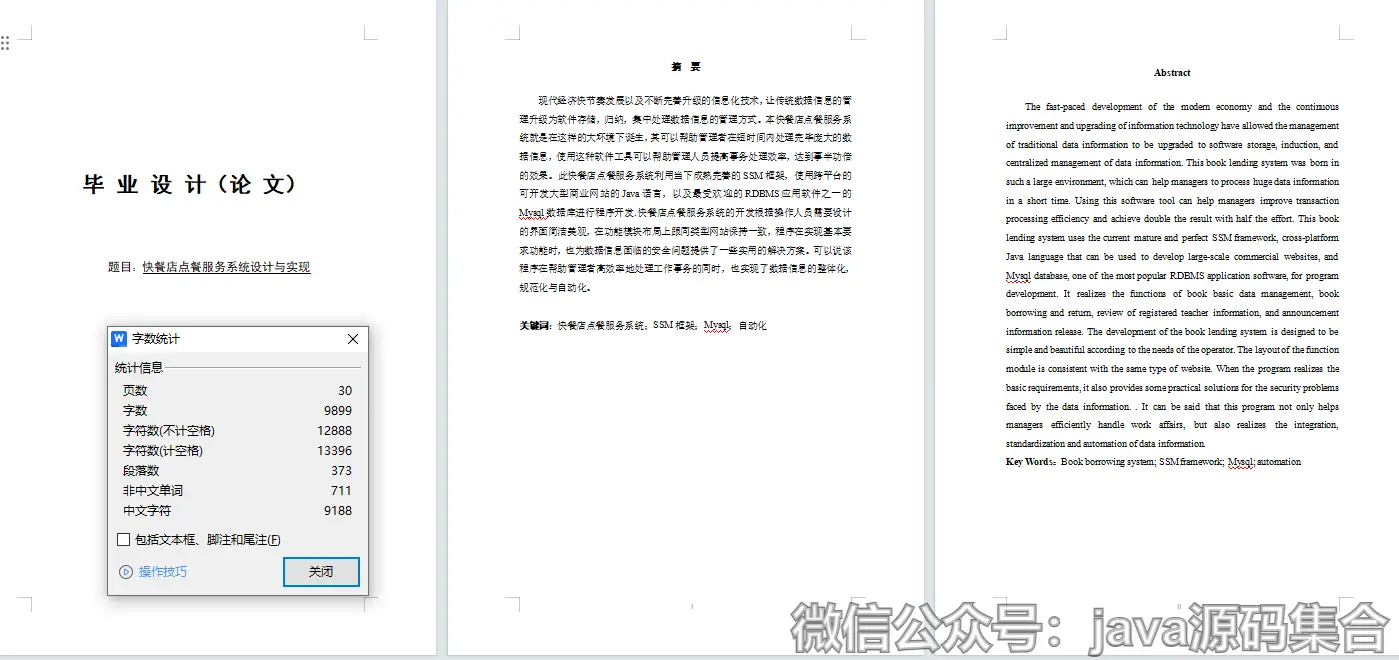 毕 业 设 计（论 文）
题目：快餐店点餐服务系统设计与实现
字数统计
统计信息
页数 30
字数 9899
字符数(不计空格) 12888
字符数(计空格) 13396
段落数 373
非中文单词 711
中文字符 9188
包括文本框、脚注和尾注(F)
操作技巧
关闭
摘 要
现代经济快节奏发展以及不断完善升级的信息化技术，让传统数据信息的管
理升级为软件存储，归纳，集中处理数据信息的管理方式。本快餐店点餐服务系
统就是在这样的大环境下诞生，其可以帮助管理者在短时间内处理完毕庞大的数
据信息，使用这种软件工具可以帮助管理人员提高事务处理效率，达到事半功倍
的效果。此快餐店点餐服务系统利用当下成熟完善的 SSM 框架，使用跨平台的
可开发大型商业网站的 Java 语言，以及最受欢迎的 RDBMS 应用软件之一的
Mysql 数据库进行程序开发.快餐店点餐服务系统的开发根据操作人员需要设计
的界面简洁美观，在功能模块布局上跟同类型网站保持一致，程序在实现基本要
求功能时，也为数据信息面临的安全问题提供了一些实用的解决方案。可以说该
程序在帮助管理者高效率地处理工作事务的同时，也实现了数据信息的整体化，
规范化与自动化。
关键词：快餐店点餐服务系统；SSM 框架；Mysql；自动化
I
Abstract
The fast-paced development of the modern economy and the continuous
improvement and upgrading of information technology have allowed the management
of traditional data information to be upgraded to software storage, induction, and
centralized management of data information. This book lending system was born in
such a large environment, which can help managers to process huge data information
in a short time. Using this software tool can help managers improve transaction
processing efficiency and achieve double the result with half the effort. This book
lending system uses the current mature and perfect SSM framework, cross-platform
Java language that can be used to develop large-scale commercial websites, and
Mysql database, one of the most popular RDBMS application software, for program
development. It realizes the functions of book basic data management, book
borrowing and return, review of registered teacher information, and announcement
information release. The development of the book lending system is designed to be
simple and beautiful according to the needs of the operator. The layout of the function
module is consistent with the same type of website. When the program realizes the
basic requirements, it also provides some practical solutions for the security problems
faced by the data information. . It can be said that this program not only helps
managers efficiently handle work affairs, but also realizes the integration,
standardization and automation of data information.
Key Words：Book borrowing system; SSM framework; Mysql; automation
II
微信公众号：java源码集合